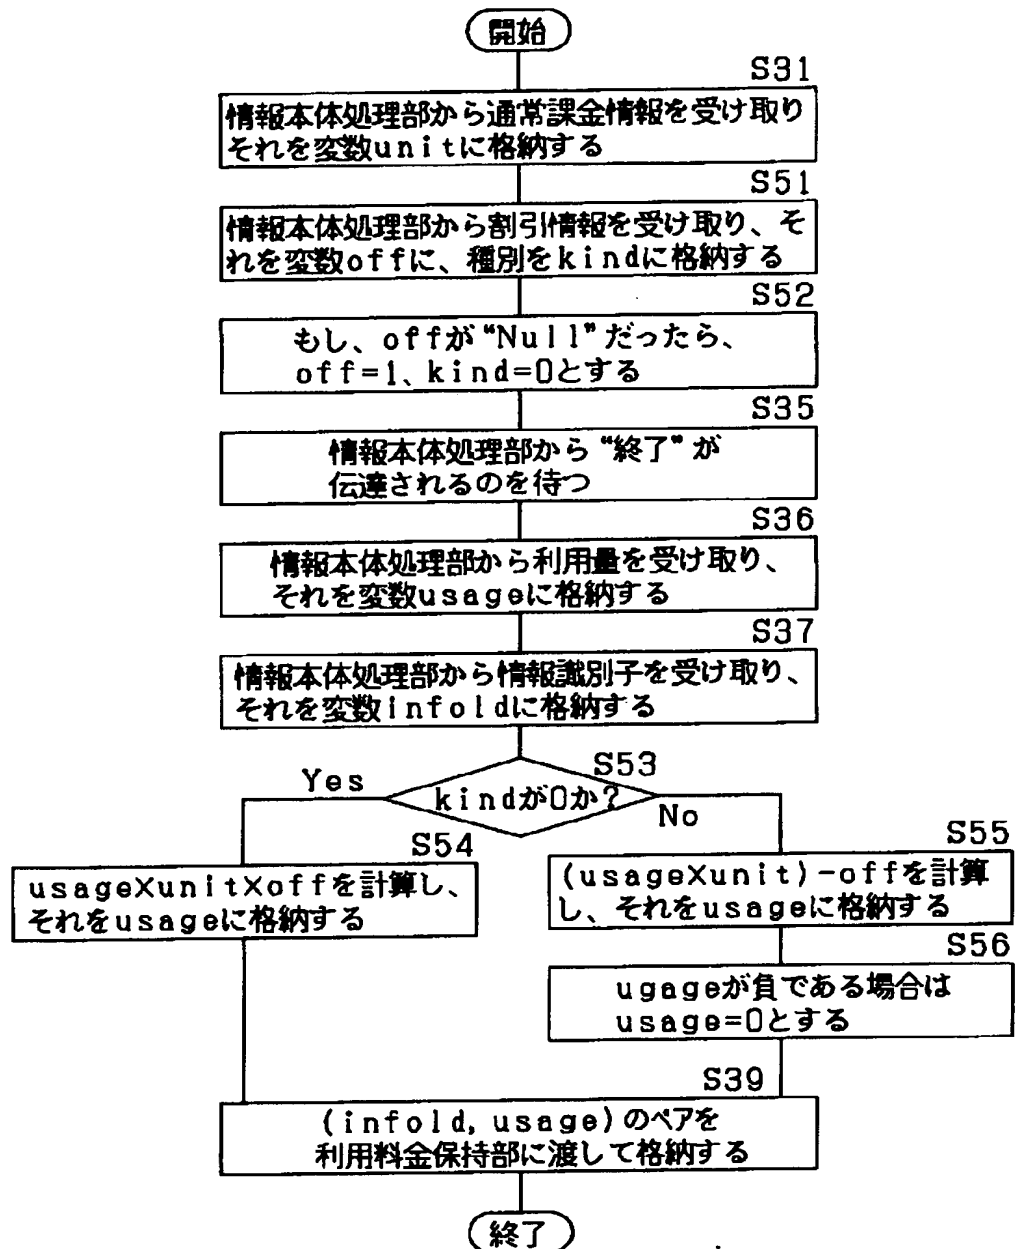 開始
S31
情報本体処理部から通常課金情報を受け取り
それを変数unitに格納する
S51
情報本体処理部から割引情報を受け取り、そ
れを変数offに、種別をkindに格納する
S52
もし、offが“Null”だったら、
off=1、kind=0とする
S35
情報本体処理部から“終了”が
伝達されるのを待つ
S36
情報本体処理部から利用量を受け取り、
それを変数usageに格納する
S37
情報本体処理部から情報識別子を受け取り、
それを変数infoIdに格納する
S53
Yes
kindが0か?
No
S54
usage×unit×offを計算し、
それをusageに格納する
S55
(usage×unit)-offを計算
し、それをusageに格納する
S56
ugageが負である場合は
usage=0とする
S39
(infoId,usage)のペアを
利用料金保持部に渡して格納する
終了